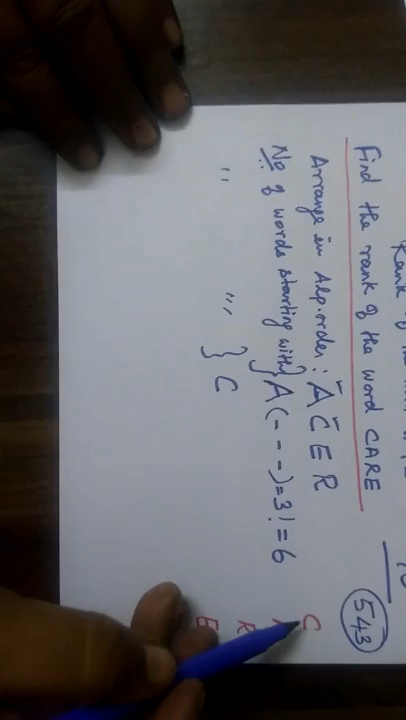 Find the rank of the word CARE
543
Arrange in Alp. order : A C E R
No of words starting with } A (- - -) = 3! = 6
" ", } C
C
R
E